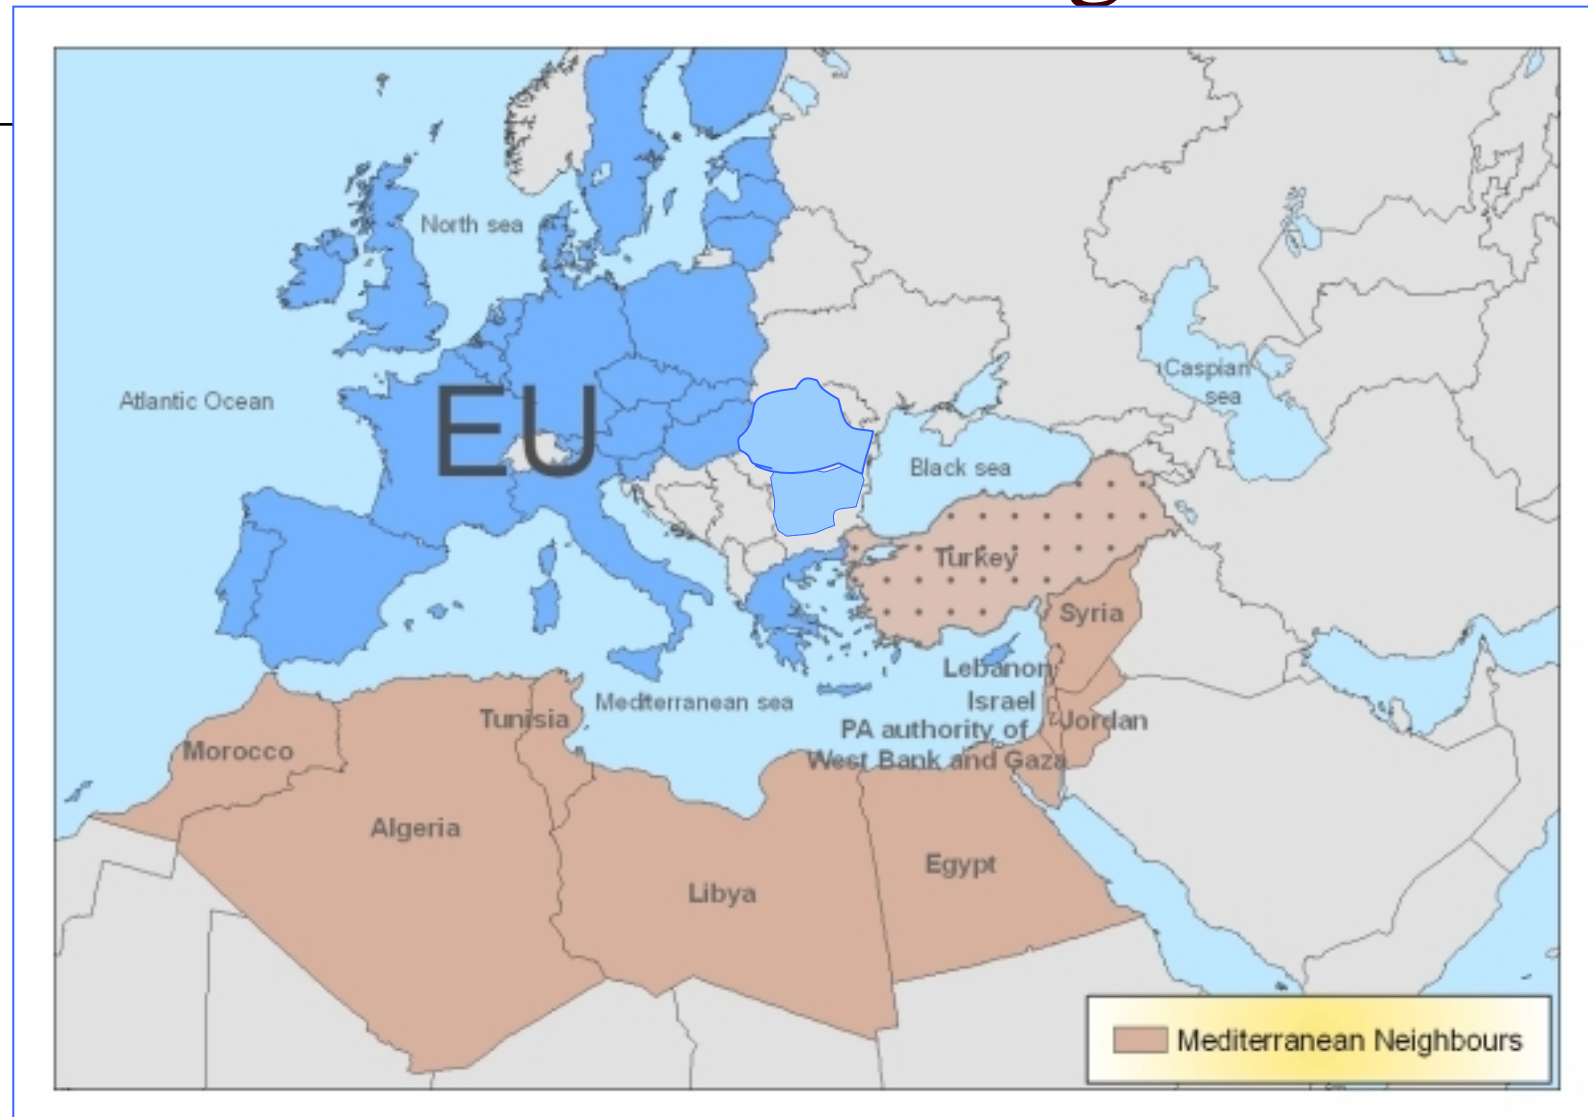 North sea
Atlantic Ocean
EU
Caspian
sea
Black sea
Turkey
Syria
Lebanon
Mediterranean sea
Israel
Tunisia
PA authority of
Jordan
Morocco
West Bank and Gaza
Algeria
Egypt
Libya
Mediterranean Neighbours